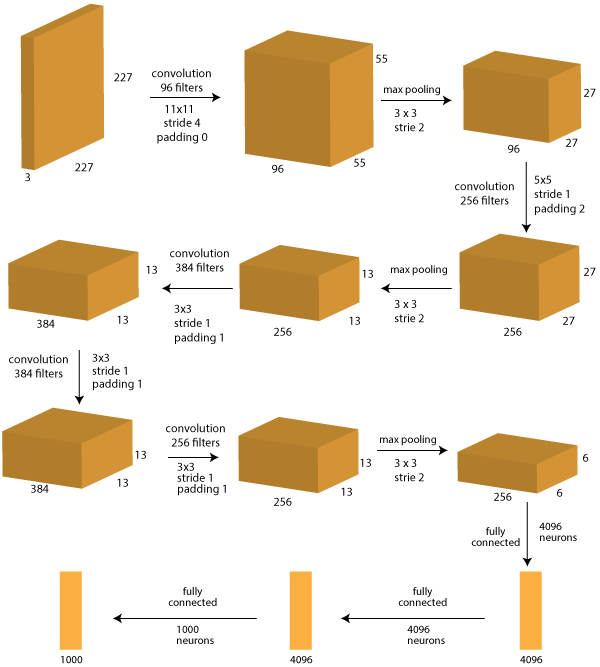 227
227
3
convolution
96 filters
11x11
stride 4
padding 0
55
55
96
max pooling
3 x 3
strie 2
27
27
96
convolution
256 filters
5x5
stride 1
padding 2
27
27
256
max pooling
3 x 3
strie 2
13
13
256
convolution
384 filters
3x3
stride 1
padding 1
13
13
384
convolution
384 filters
3x3
stride 1
padding 1
13
13
384
convolution
256 filters
3x3
stride 1
padding 1
13
13
256
max pooling
3 x 3
strie 2
6
6
256
fully
connected
4096
neurons
4096
fully
connected
4096
neurons
4096
fully
connected
1000
neurons
1000